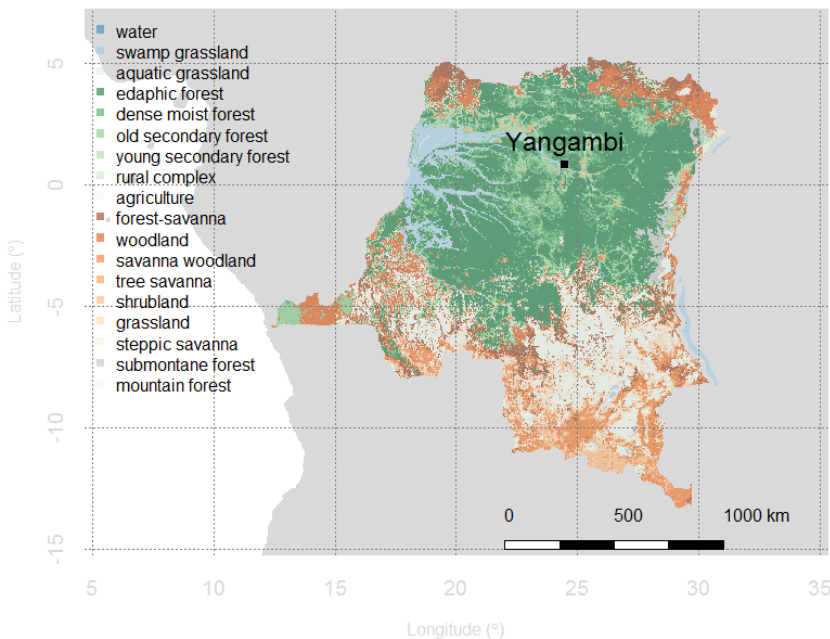 water
swamp grassland
aquatic grassland
edaphic forest
dense moist forest
old secondary forest
young secondary forest
rural complex
agriculture
forest-savanna
woodland
savanna woodland
tree savanna
shrubland
grassland
steppic savanna
submontane forest
mountain forest
Yangambi
0 500 1000 km
5
0
-5
-10
-15
Latitude (°)
5 10 15 20 25 30 35
Longitude (°)